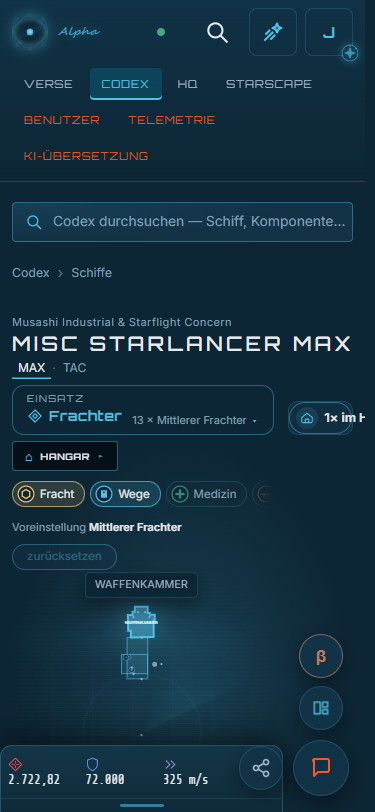 Alpha
J
VERSE CODEX HQ STARSCAPE
BENUTZER TELEMETRIE
KI-ÜBERSETZUNG
Codex durchsuchen — Schiff, Komponente...
Codex › Schiffe
Musashi Industrial & Starflight Concern
MISC STARLANCER MAX
MAX · TAC
EINSATZ
Frachter 13 × Mittlerer Frachter
1× im H
HANGAR
Fracht Wege Medizin
Voreinstellung Mittlerer Frachter
zurücksetzen
WAFFENKAMMER
β
2.722,82 72.000 325 m/s